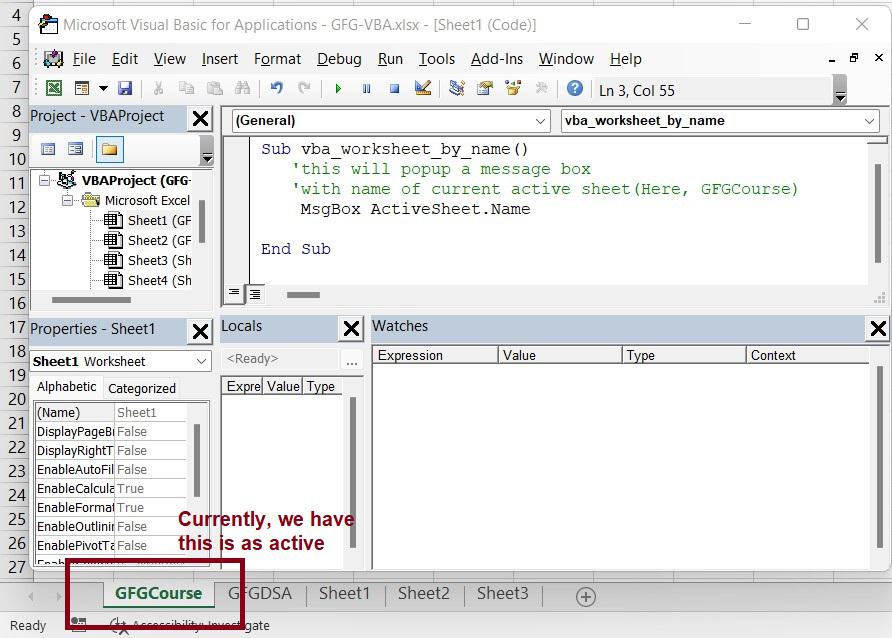 4
5
6
7
8
9
10
11
12
13
14
15
16
17
18
19
20
21
22
23
24
25
26
27
Microsoft Visual Basic for Applications - GFG-VBA.xlsx - [Sheet1 (Code)]
File Edit View Insert Format Debug Run Tools Add-Ins Window Help
Ln 3, Col 55
Project - VBAProject
VBAProject (GFG-
Microsoft Excel
Sheet1 (GF
Sheet2 (GF
Sheet3 (Sh
Sheet4 (Sh
(General) vba_worksheet_by_name
Sub vba_worksheet_by_name()
'this will popup a message box
'with name of current active sheet(Here, GFGCourse)
MsgBox ActiveSheet.Name
End Sub
Properties - Sheet1
Sheet1 Worksheet
Alphabetic Categorized
(Name) Sheet1
DisplayPageBr False
DisplayRightT False
EnableAutoFil False
EnableCalcula True
EnableFormat True
EnableOutlinin False
EnablePivotTa False
Locals
<Ready> ...
Expre Value Type
Watches
Expression Value Type Context
Currently, we have
this is as active
GFGCourse GFGDSA Sheet1 Sheet2 Sheet3
Ready Accessibility: Investigate